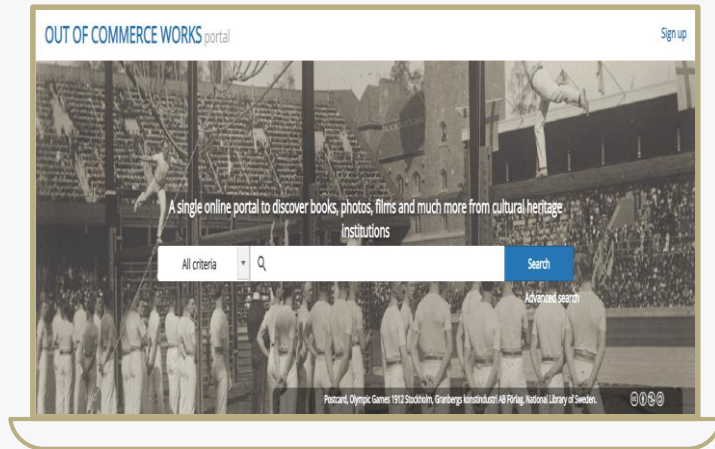 OUT OF COMMERCE WORKS portal
Sign up
A single online portal to discover books, photos, films and much more from cultural heritage
institutions
All criteria
Search
Advanced search
Postcard, Olympic Games 1912 Stockholm, Granbergs konstindustri AB Förlag. National Library of Sweden.